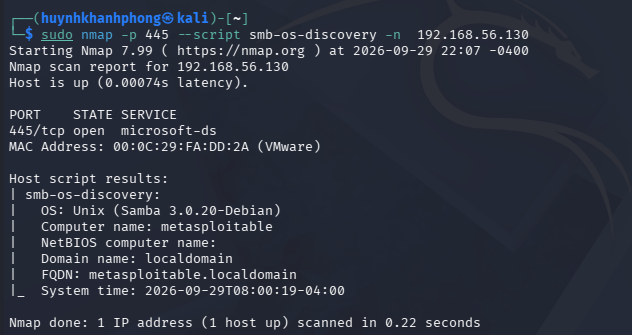 ┌──(huynhkhanhphong㉿kali)-[~]
└─$ sudo nmap -p 445 --script smb-os-discovery -n  192.168.56.130
Starting Nmap 7.99 ( https://nmap.org ) at 2026-09-29 22:07 -0400
Nmap scan report for 192.168.56.130
Host is up (0.00074s latency).

PORT    STATE SERVICE
445/tcp open  microsoft-ds
MAC Address: 00:0C:29:FA:DD:2A (VMware)

Host script results:
| smb-os-discovery:
|   OS: Unix (Samba 3.0.20-Debian)
|   Computer name: metasploitable
|   NetBIOS computer name:
|   Domain name: localdomain
|   FQDN: metasploitable.localdomain
|_  System time: 2026-09-29T08:00:19-04:00

Nmap done: 1 IP address (1 host up) scanned in 0.22 seconds